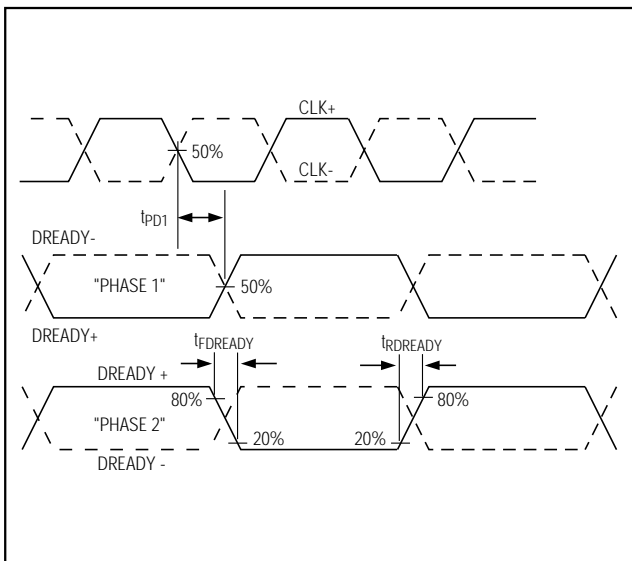 CLK+
50%
CLK-
tPD1
DREADY-
"PHASE 1"
50%
DREADY+
tFDREADY
tRDREADY
DREADY +
80%
80%
"PHASE 2"
20%
20%
DREADY -